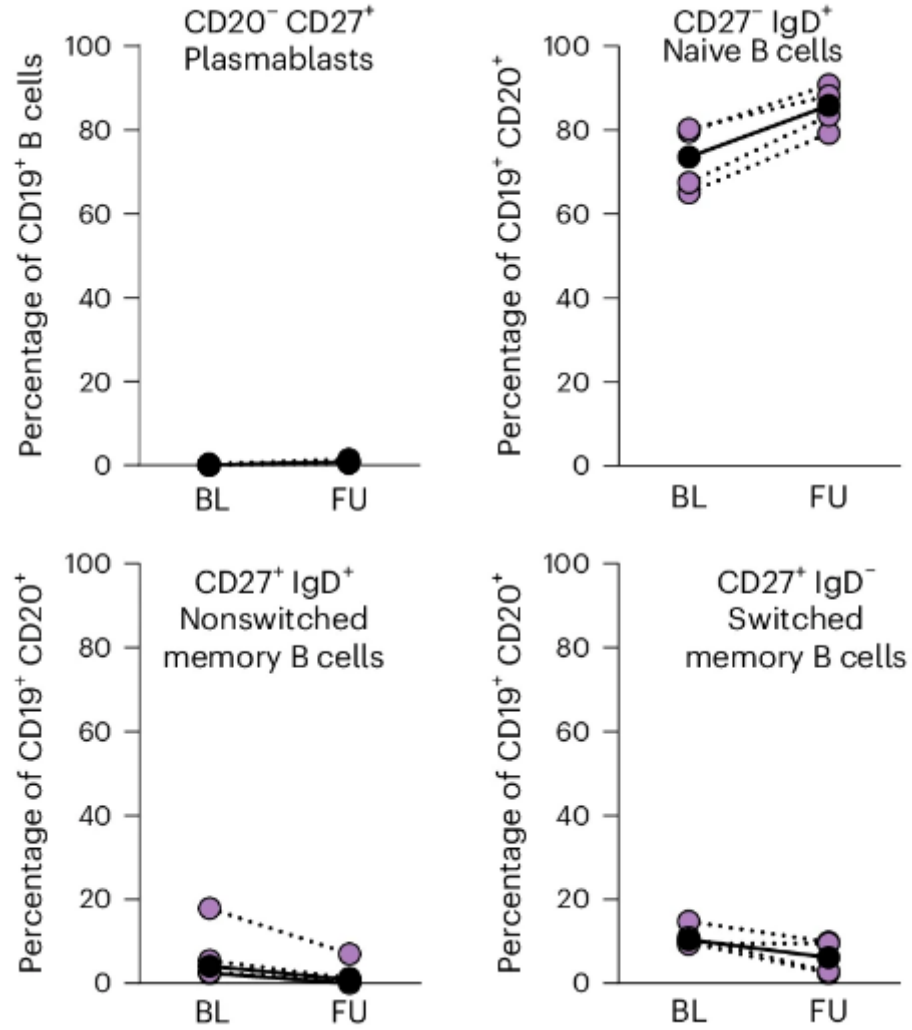 CD20⁻ CD27⁺
Plasmablasts
Percentage of CD19⁺ B cells
100
80
60
40
20
0
BL
FU
CD27⁻ IgD⁺
Naive B cells
Percentage of CD19⁺ CD20⁺
100
80
60
40
20
0
BL
FU
CD27⁺ IgD⁺
Nonswitched
memory B cells
Percentage of CD19⁺ CD20⁺
100
80
60
40
20
0
BL
FU
CD27⁺ IgD⁻
Switched
memory B cells
Percentage of CD19⁺ CD20⁺
100
80
60
40
20
0
BL
FU